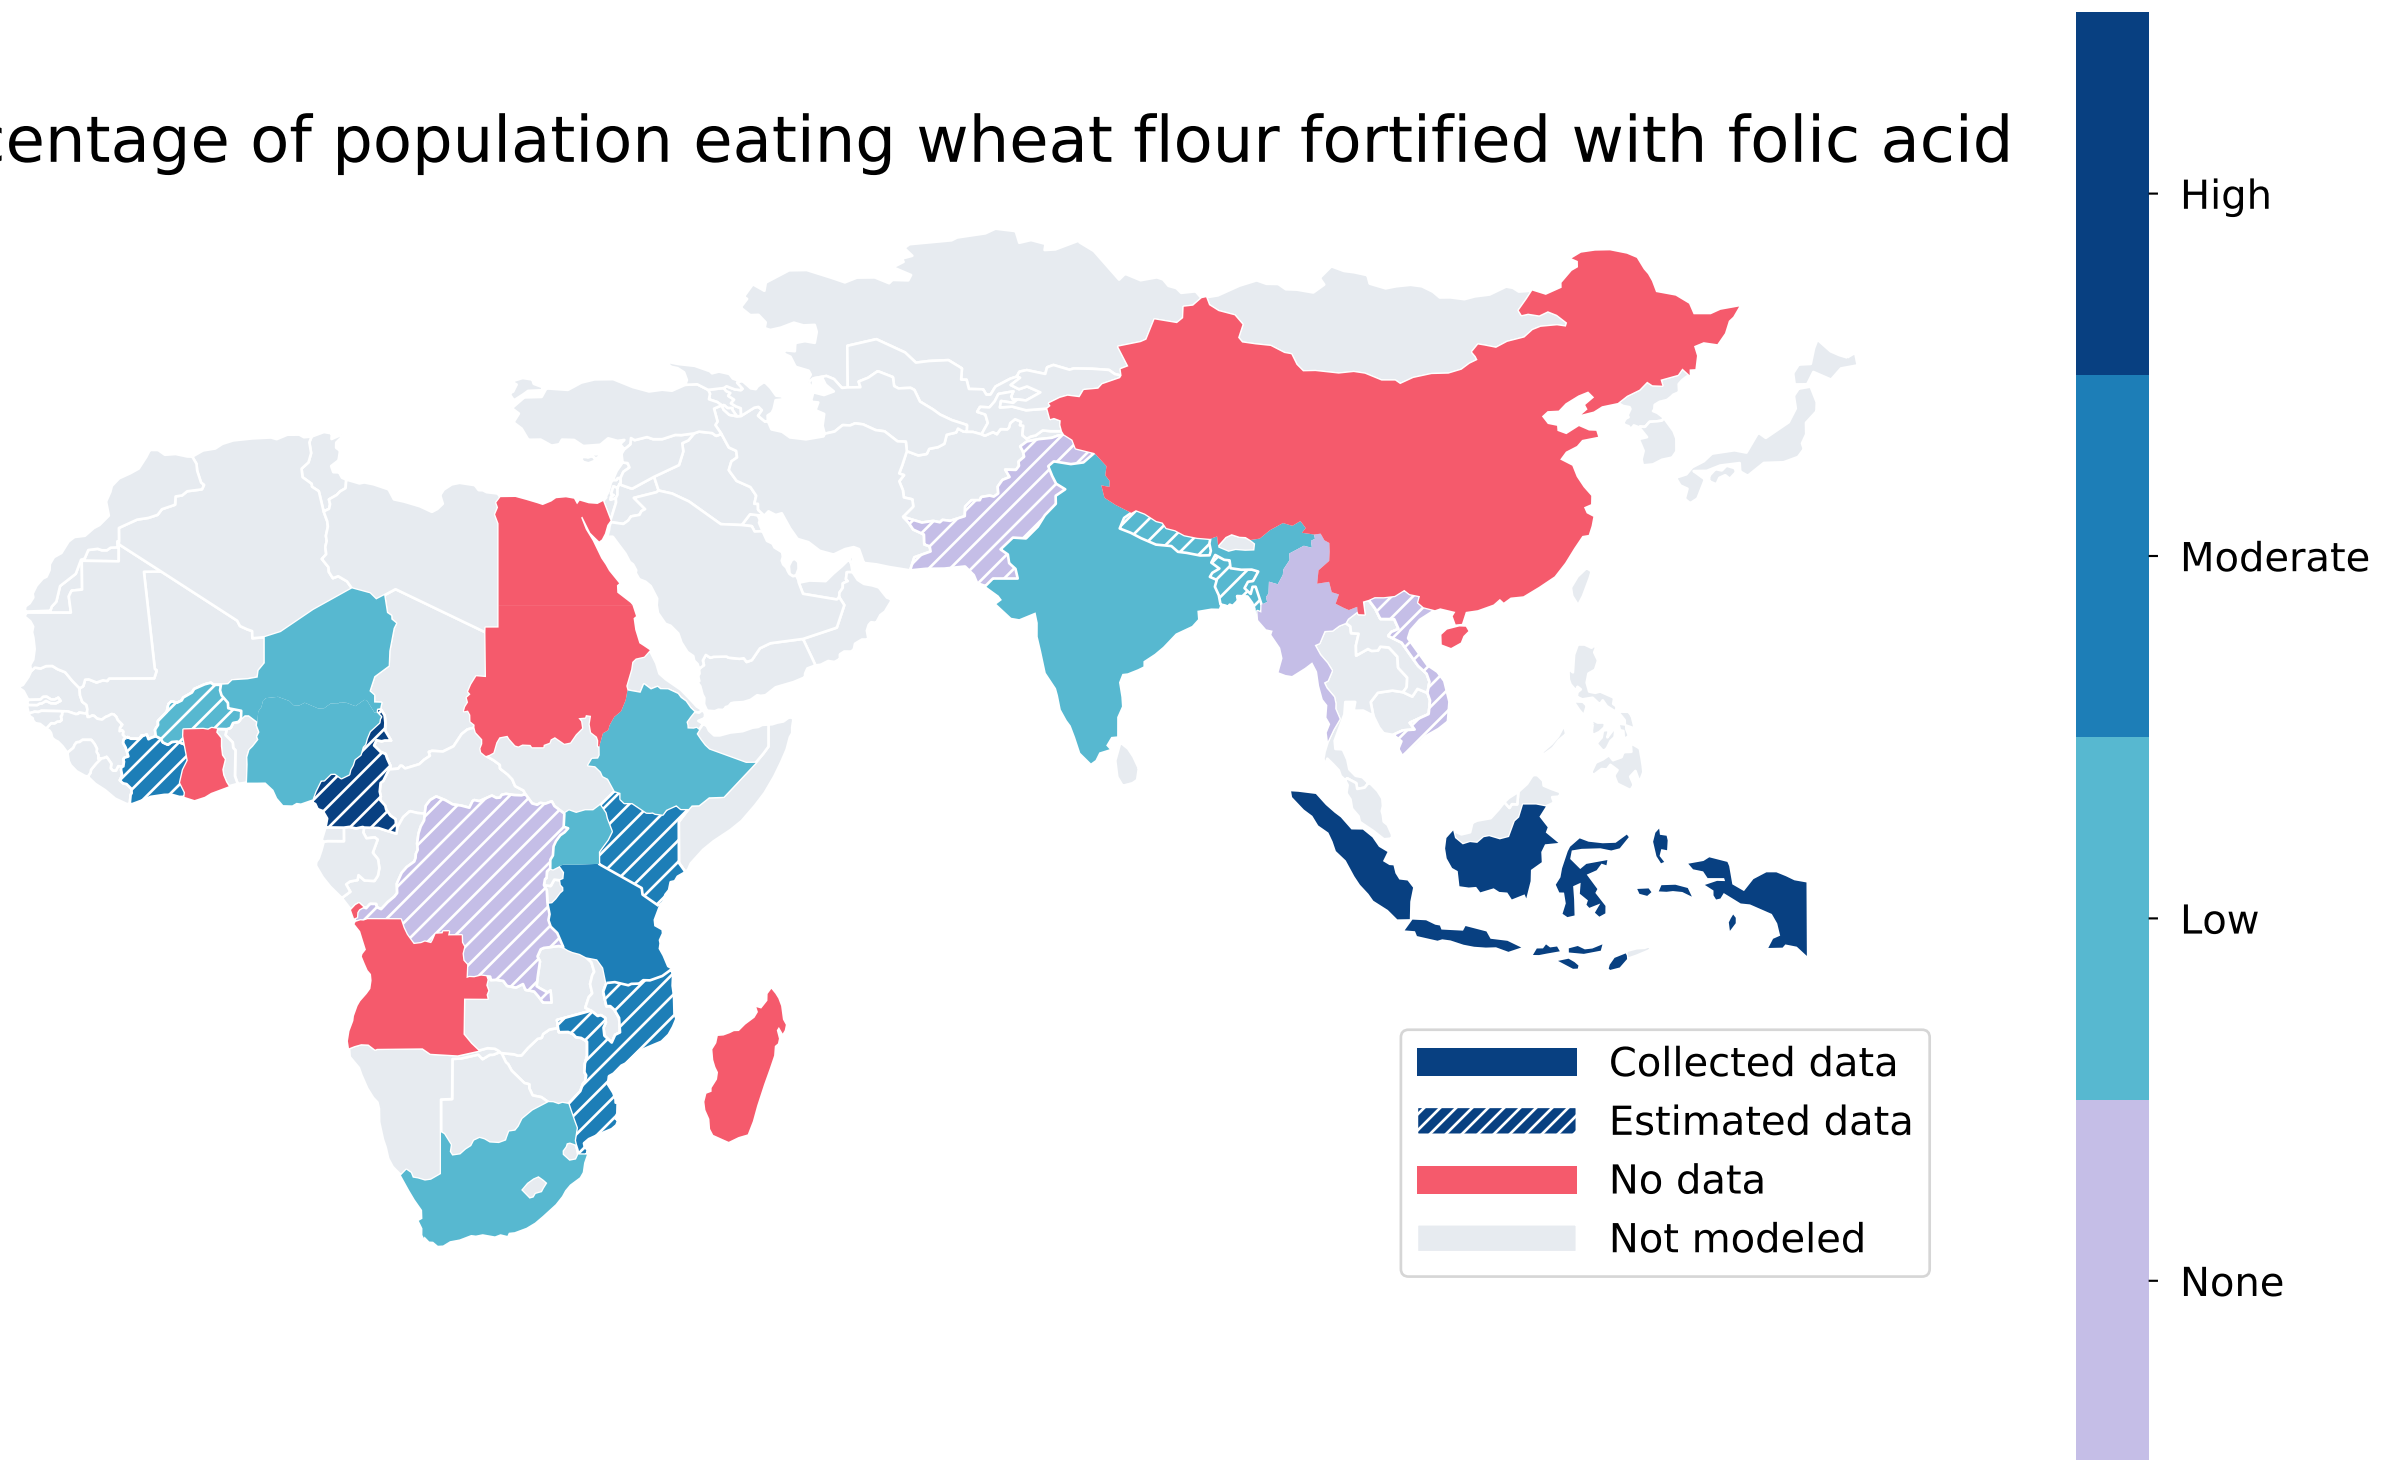 entage of population eating wheat flour fortified with folic acid
High
Moderate
Low
None
Collected data
Estimated data
No data
Not modeled